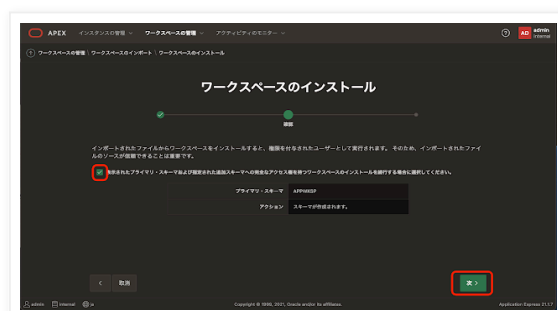 APEX インスタンスの管理 ワークスペースの管理 アクティビティのモニター AD admin internal
ワークスペースの管理 \ ワークスペースのインポート \ ワークスペースのインストール
ワークスペースのインストール
権限
インポートされたファイルからワークスペースをインストールすると、権限を付与されたユーザーとして実行されます。そのため、インポートされたファイ
ルのソースが信頼できることは重要です。
表示されたプライマリ・スキーマおよび指定された追加スキーマへの完全なアクセス権を持つワークスペースのインストールを続行する場合に選択してください。
プライマリ・スキーマ
アクション スキーマが作成されます。
取消 次
admin internal ja Copyright © 1999, 2021, Oracle and/or its affiliates. Application Express 21.1.7